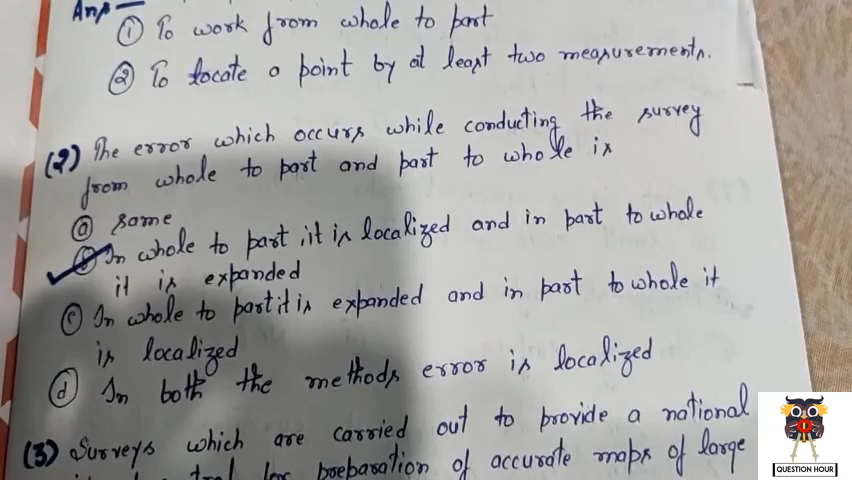 Ans —
① To work from whole to part
② To locate a point by at least two measurements.
(2) The error which occurs while conducting the survey
from whole to part and part to whole is
ⓐ same
ⓑ In whole to part, it is localized and in part to whole
it is expanded
ⓒ In whole to part it is expanded and in part to whole it
is localized
ⓓ In both the methods error is localized
(3) Surveys which are carried out to provide a national
for preparation of accurate maps of large
QUESTION HOUR